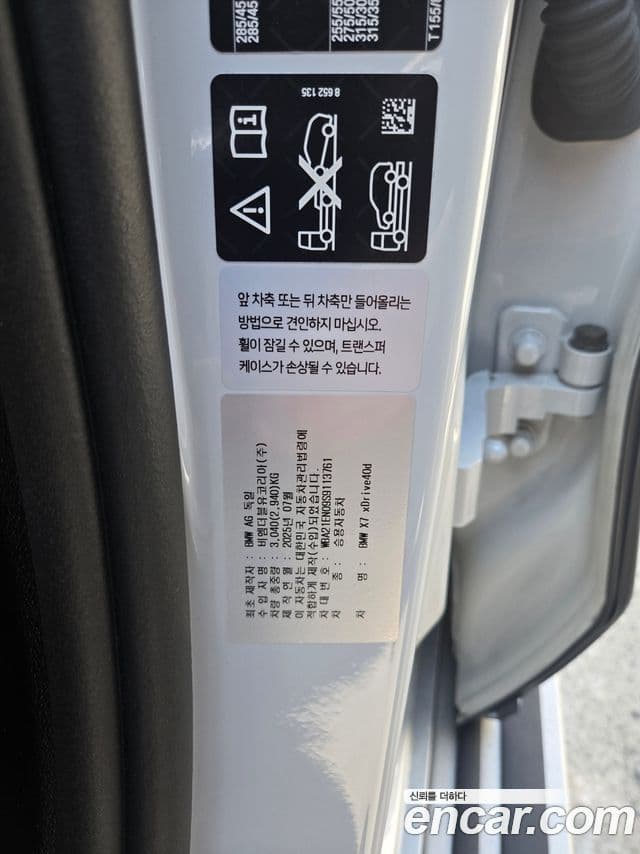 285/45
285/45
255/55
275/50
315/30
315/35
T 155/
8 652 135
앞 차축 또는 뒤 차축만 들어올리는
방법으로 견인하지 마십시오.
휠이 잠길 수 있으며, 트랜스퍼
케이스가 손상될 수 있습니다.
최초 제작자 : BMW AG 독일
수 입 자 명 : 비엠더블유코리아(주)
차량 총중량 : 3,040(2,940)KG
제 작 연 월 : 2025년 07월
이 자동차는 대한민국 자동차관리법령에
적합하게 제작(수입)되었습니다.
차 대 번 호 : WBA21EN09S9113761
차 종 : 승용자동차
차 명 : BMW X7 xDrive40d
신뢰를 더하다
encar.com